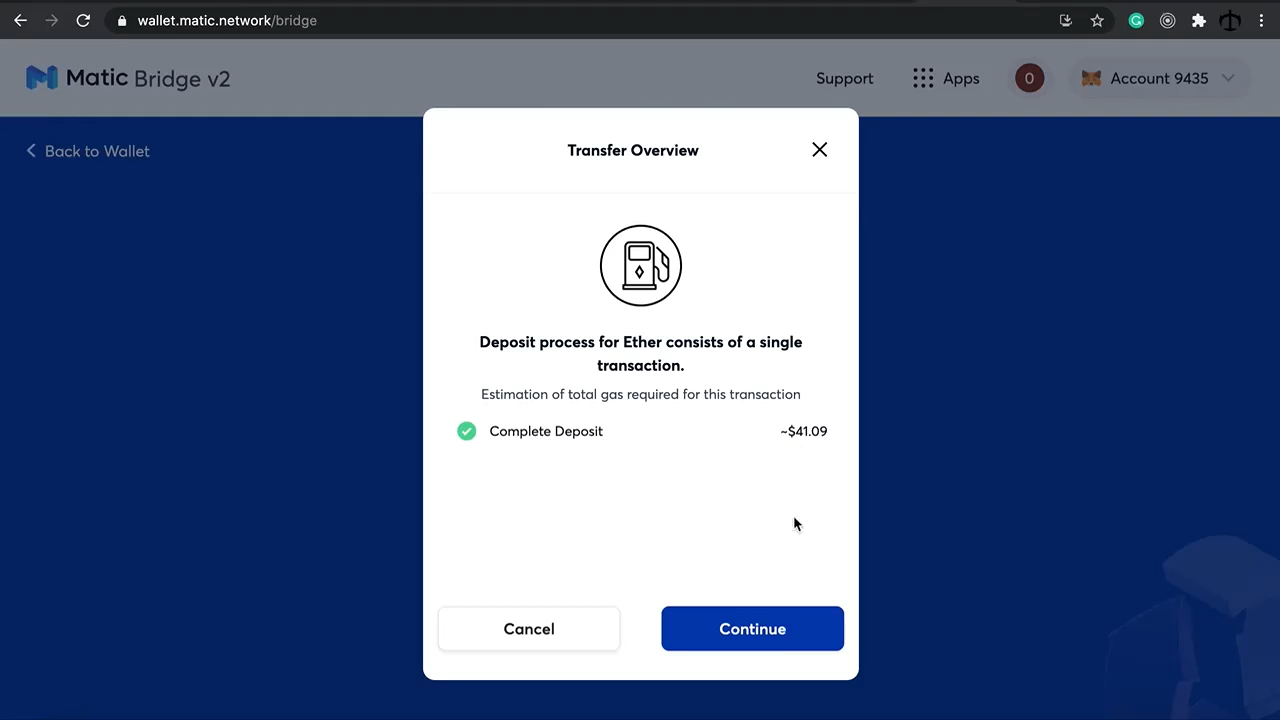 wallet.matic.network/bridge
Matic Bridge v2
Support
Apps
0
Account 9435
Back to Wallet
Transfer Overview
Deposit process for Ether consists of a single
transaction.
Estimation of total gas required for this transaction
Complete Deposit
~$41.09
Cancel
Continue